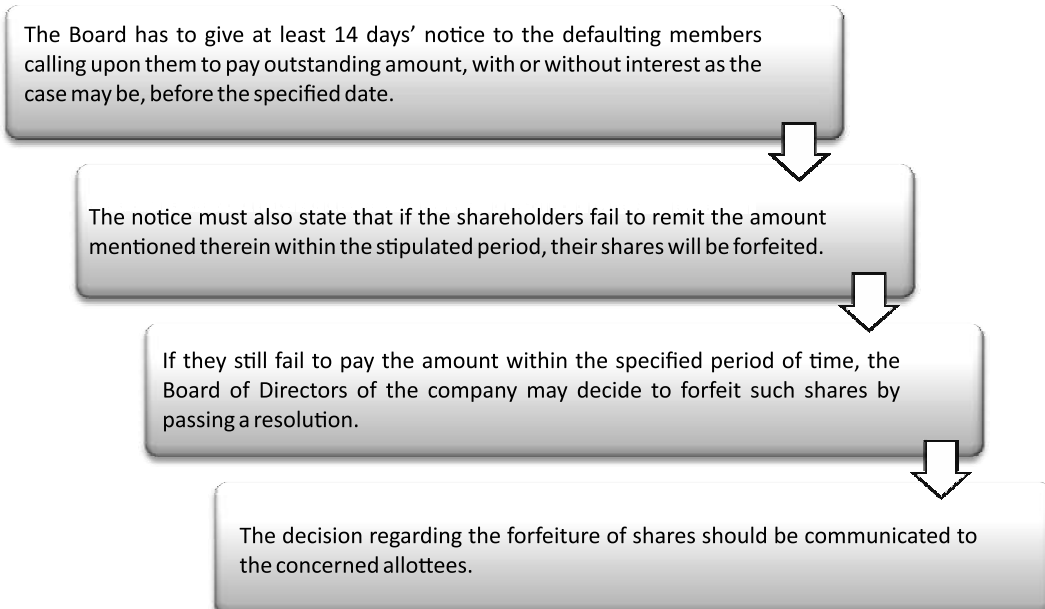 The Board has to give at least 14 days’ notice to the defaulting members
calling upon them to pay outstanding amount, with or without interest as the
case may be, before the specified date.
The notice must also state that if the shareholders fail to remit the amount
mentioned therein within the stipulated period, their shares will be forfeited.
If they still fail to pay the amount within the specified period of time, the
Board of Directors of the company may decide to forfeit such shares by
passing a resolution.
The decision regarding the forfeiture of shares should be communicated to
the concerned allottees.